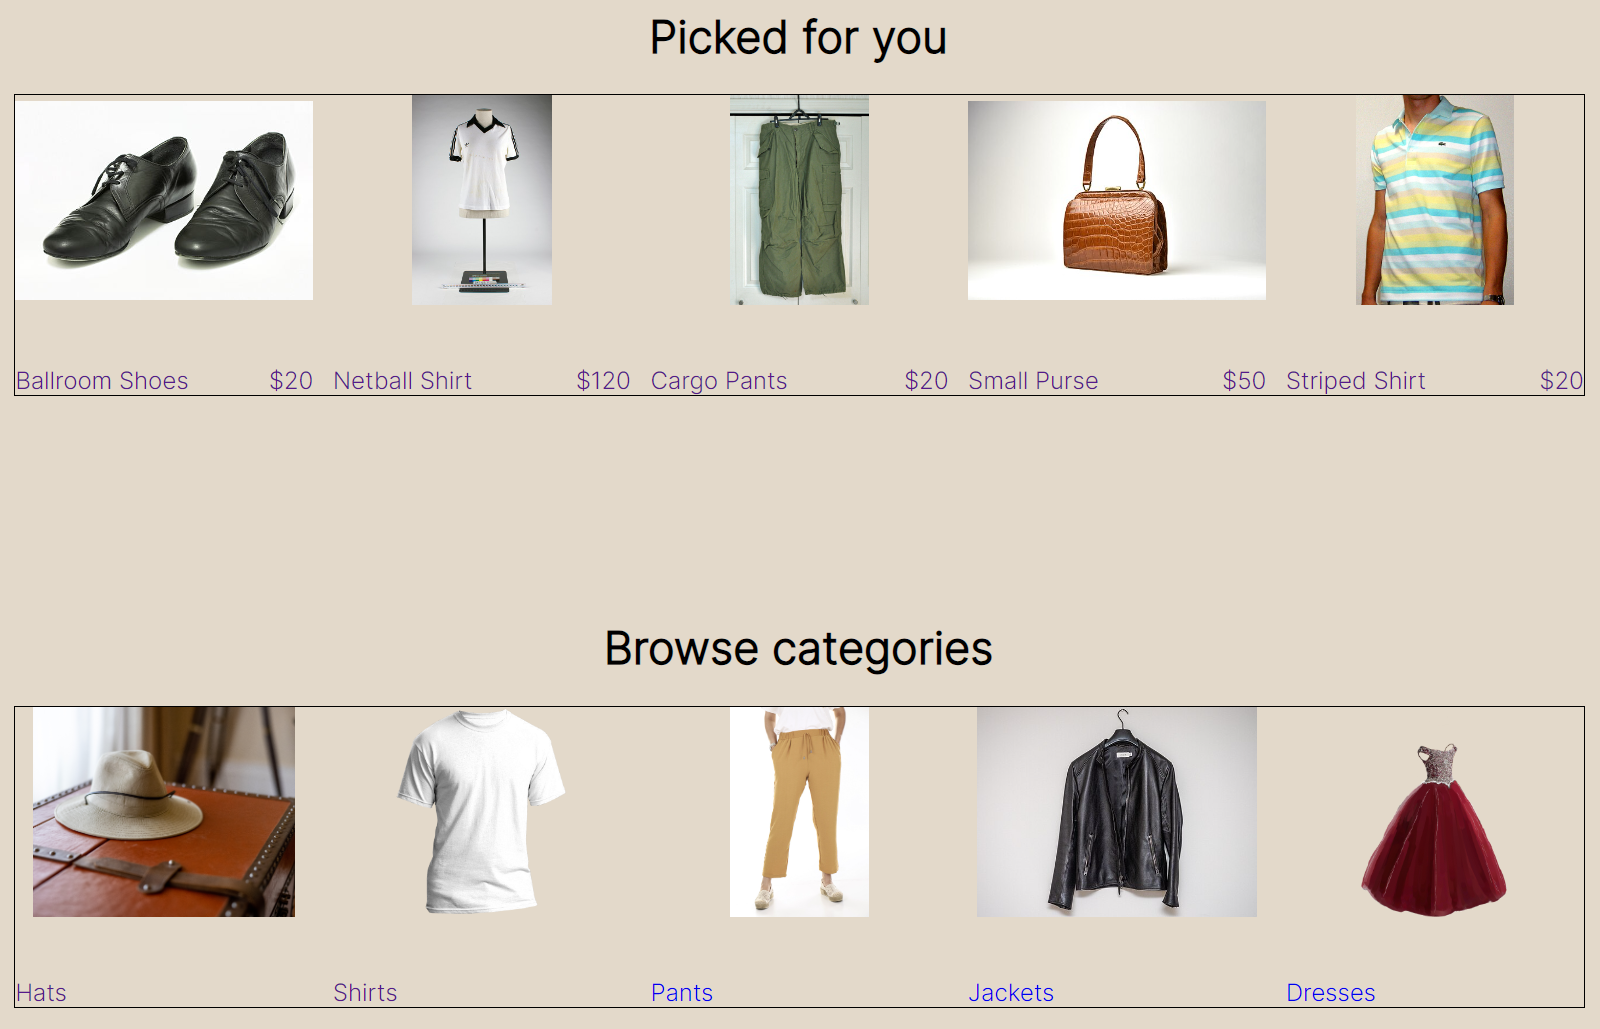 Picked for you
Ballroom Shoes $20 Netball Shirt $120 Cargo Pants $20 Small Purse $50 Striped Shirt $20
Browse categories
Hats Shirts Pants Jackets Dresses